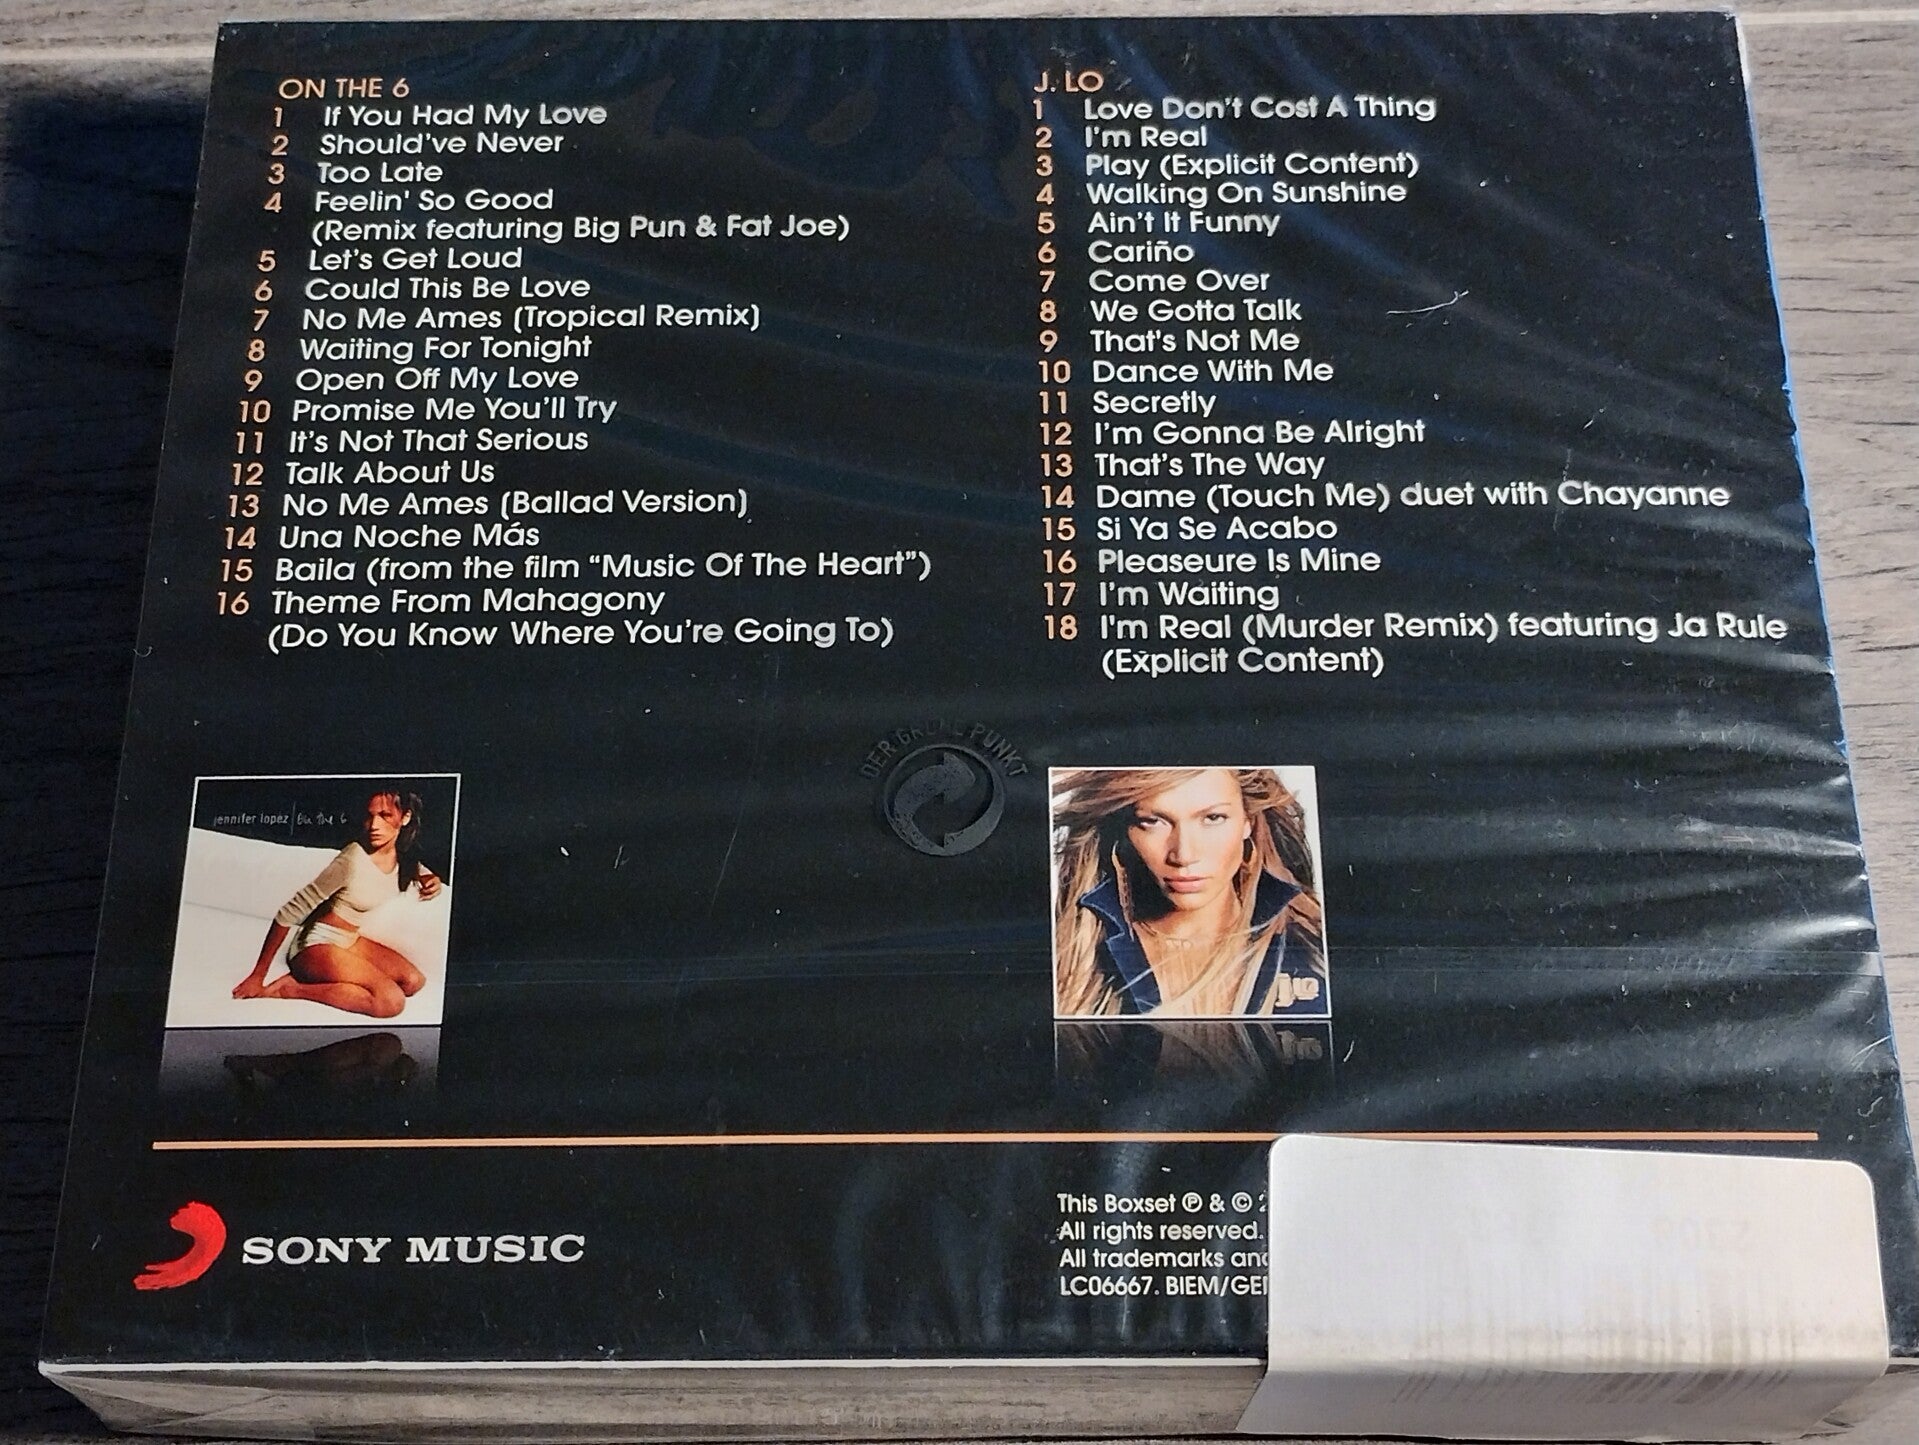 ON THE 6
1 If You Had My Love
2 Should've Never
3 Too Late
4 Feelin' So Good
(Remix featuring Big Pun & Fat Joe)
5 Let's Get Loud
6 Could This Be Love
7 No Me Ames (Tropical Remix)
8 Waiting For Tonight
9 Open Off My Love
10 Promise Me You'll Try
11 It's Not That Serious
12 Talk About Us
13 No Me Ames (Ballad Version)
14 Una Noche Más
15 Baila (from the film “Music Of The Heart”)
16 Theme From Mahagony
(Do You Know Where You're Going To)
J. LO
1 Love Don't Cost A Thing
2 I'm Real
3 Play (Explicit Content)
4 Walking On Sunshine
5 Ain't It Funny
6 Cariño
7 Come Over
8 We Gotta Talk
9 That's Not Me
10 Dance With Me
11 Secretly
12 I'm Gonna Be Alright
13 That's The Way
14 Dame (Touch Me) duet with Chayanne
15 Si Ya Se Acabo
16 Pleaseure Is Mine
17 I'm Waiting
18 I'm Real (Murder Remix) featuring Ja Rule
(Explicit Content)
DER GRÜNE PUNKT
jennifer lopez | On the 6
J.LO
SONY MUSIC
This Boxset ℗ & ©
All rights reserved.
All trademarks and
LC06667. BIEM/GE